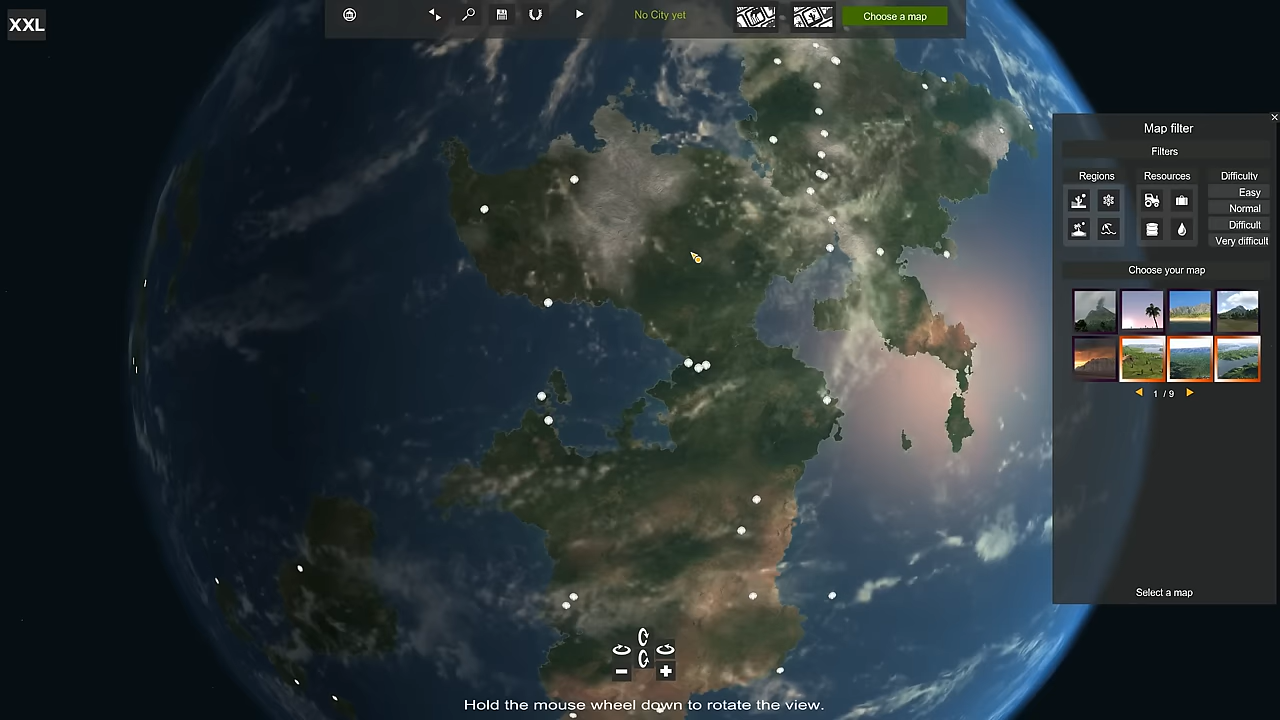 XXL
No City yet
Choose a map
Map filter
Filters
Regions
Resources
Difficulty
Easy
Normal
Difficult
Very difficult
Choose your map
1 / 9
Select a map
Hold the mouse wheel down to rotate the view.